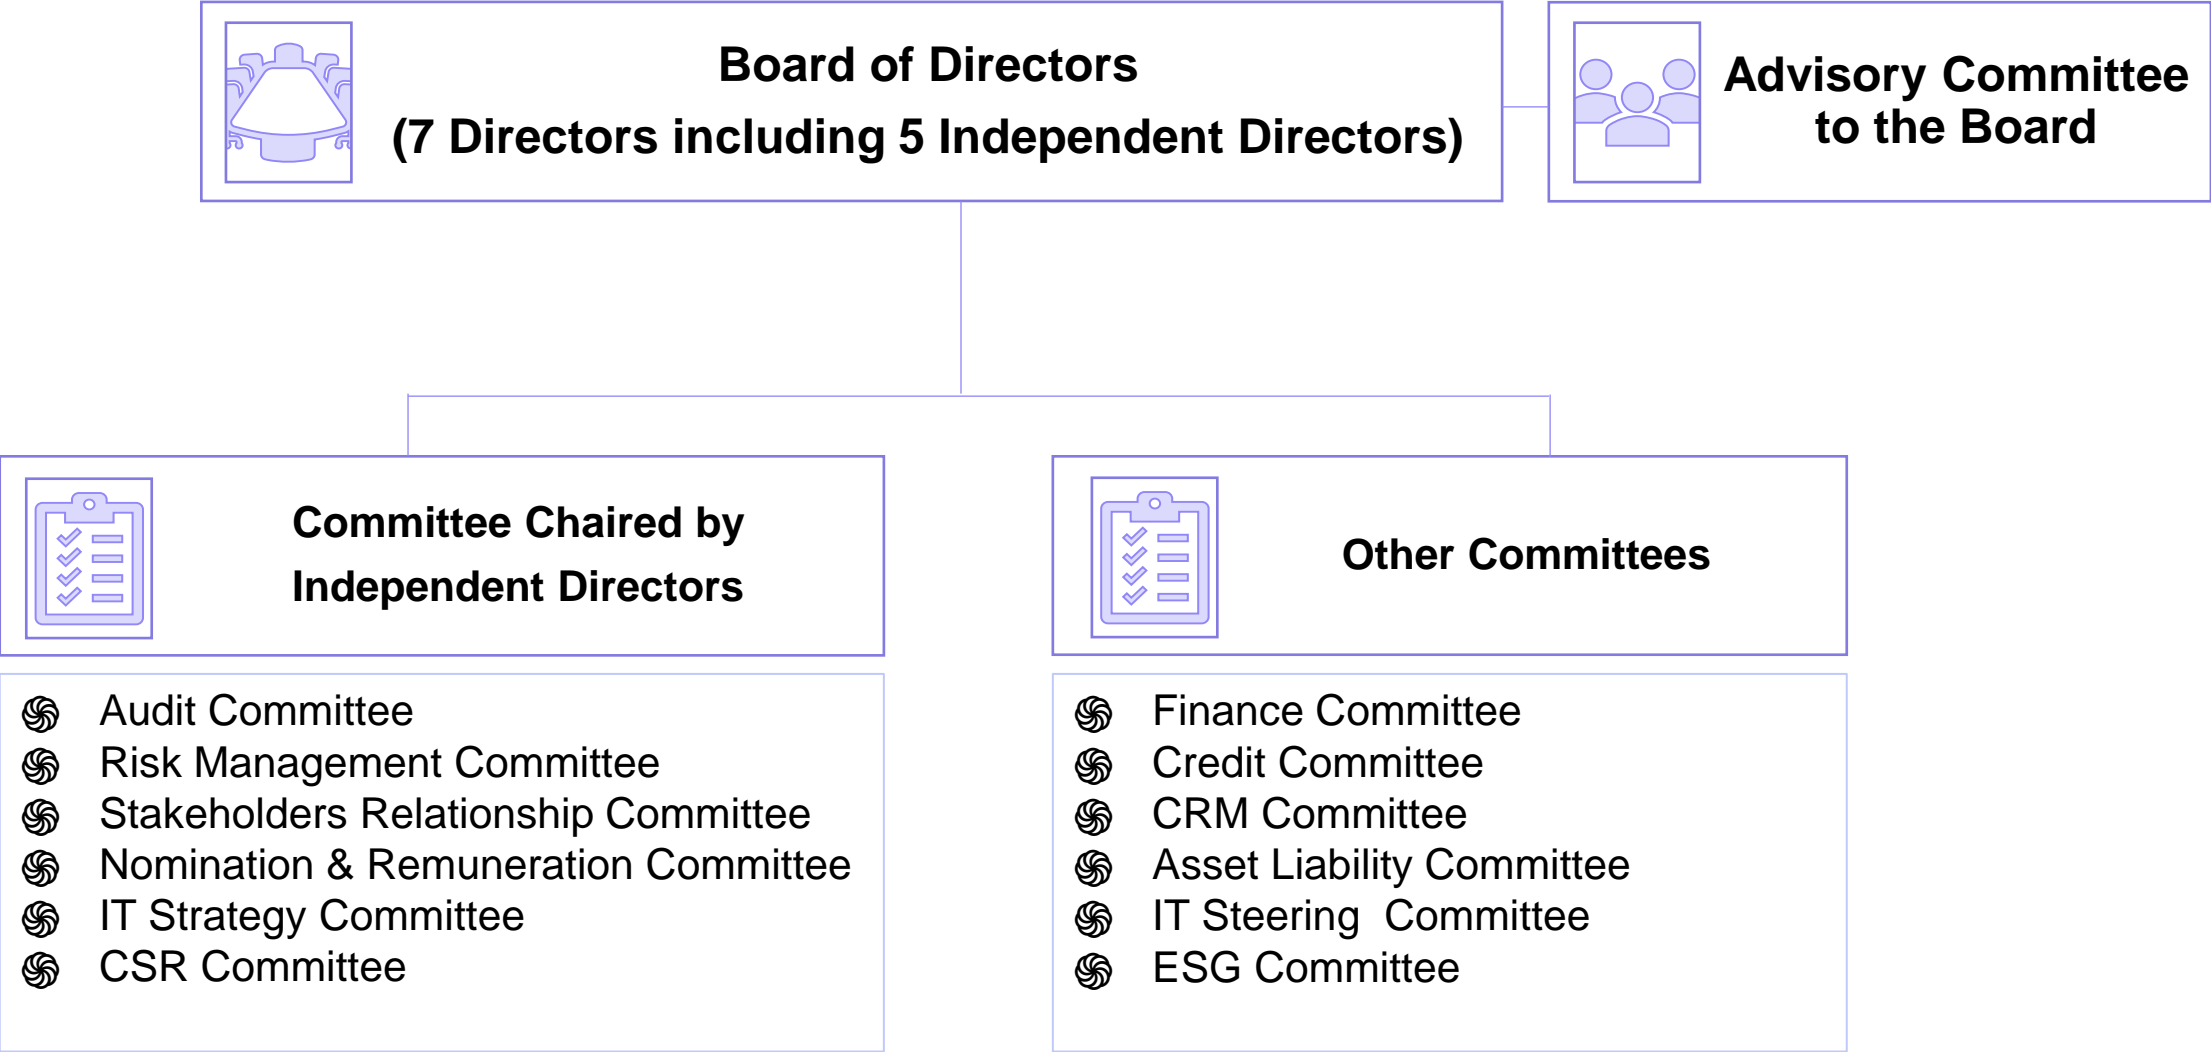 Board of Directors
(7 Directors including 5 Independent Directors)
Advisory Committee
to the Board
Committee Chaired by
Independent Directors
Audit Committee
Risk Management Committee
Stakeholders Relationship Committee
Nomination & Remuneration Committee
IT Strategy Committee
CSR Committee
Other Committees
Finance Committee
Credit Committee
CRM Committee
Asset Liability Committee
IT Steering  Committee
ESG Committee